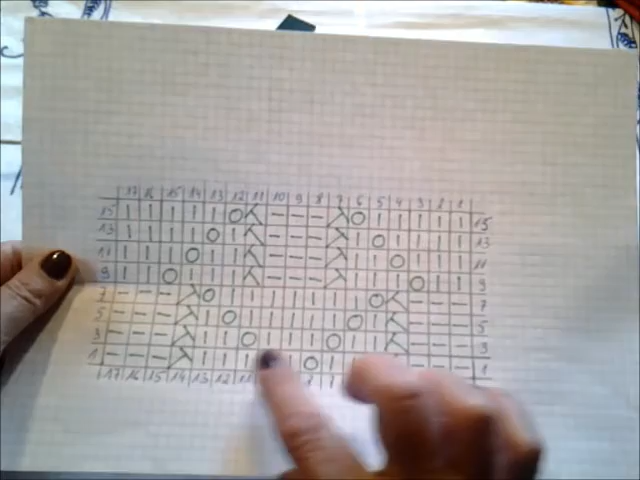 17 16 15 14 13 12 11 10 9 8 7 6 5 4 3 2 1
15 | | | | | O - - - O | | | | | 15
13 | | | | O | - - - | O | | | | 13
11 | | | O | | - - - | | O | | | 11
9 | | O | | | - - - | | | O | | 9
7 - - - O | | | | | | | O - - - 7
5 - - - | O | | | | | O | - - - 5
3 - - - | | O | | | O | | - - - 3
1 - - - | | | O | - - - 1
17 16 15 14 13 12 11